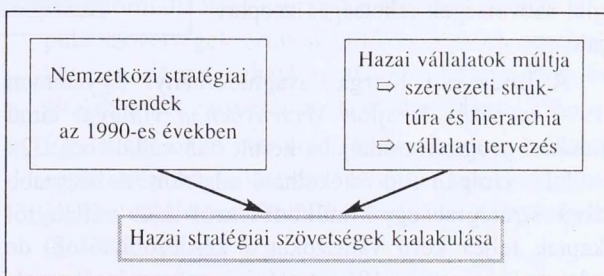 Nemzetközi stratégiai
trendek
az 1990-es években
Hazai vállalatok múltja
⇨ szervezeti struk-
túra és hierarchia
⇨ vállalati tervezés
Hazai stratégiai szövetségek kialakulása